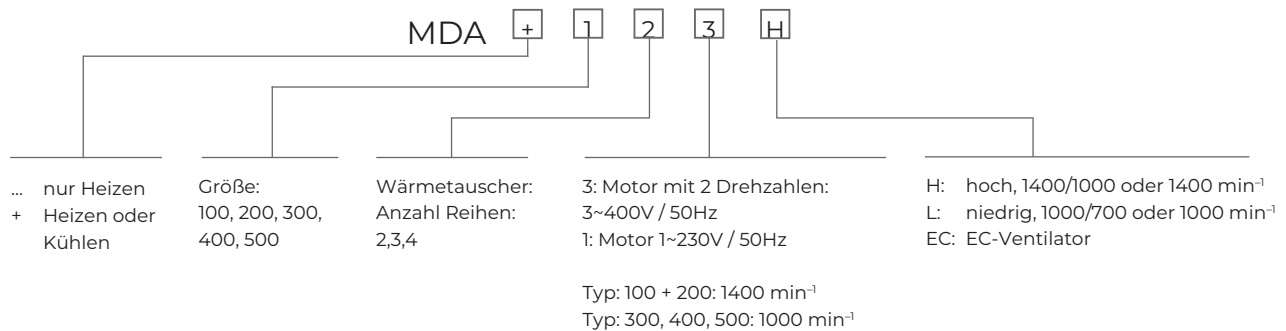 MDA + 1 2 3 H
... nur Heizen
+ Heizen oder
Kühlen
Größe:
100, 200, 300,
400, 500
Wärmetauscher:
Anzahl Reihen:
2,3,4
3: Motor mit 2 Drehzahlen:
3~400V / 50Hz
1: Motor 1~230V / 50Hz
Typ: 100 + 200: 1400 min⁻¹
Typ: 300, 400, 500: 1000 min⁻¹
H: hoch, 1400/1000 oder 1400 min⁻¹
L: niedrig, 1000/700 oder 1000 min⁻¹
EC: EC-Ventilator